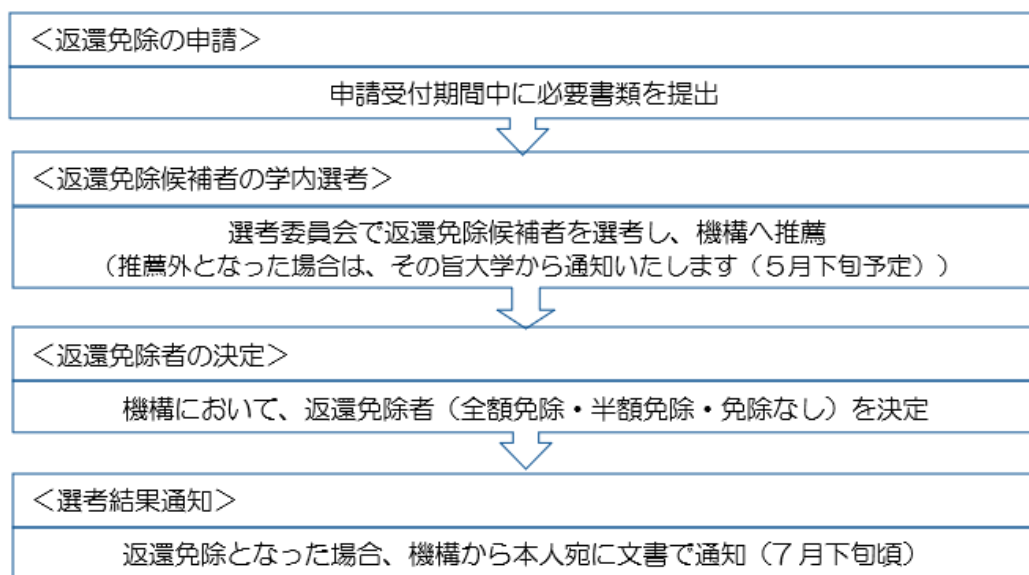 ＜返還免除の申請＞
申請受付期間中に必要書類を提出
＜返還免除候補者の学内選考＞
選考委員会で返還免除候補者を選考し、機構へ推薦
（推薦外となった場合は、その旨大学から通知いたします（５月下旬予定））
＜返還免除者の決定＞
機構において、返還免除者（全額免除・半額免除・免除なし）を決定
＜選考結果通知＞
返還免除となった場合、機構から本人宛に文書で通知（７月下旬頃）